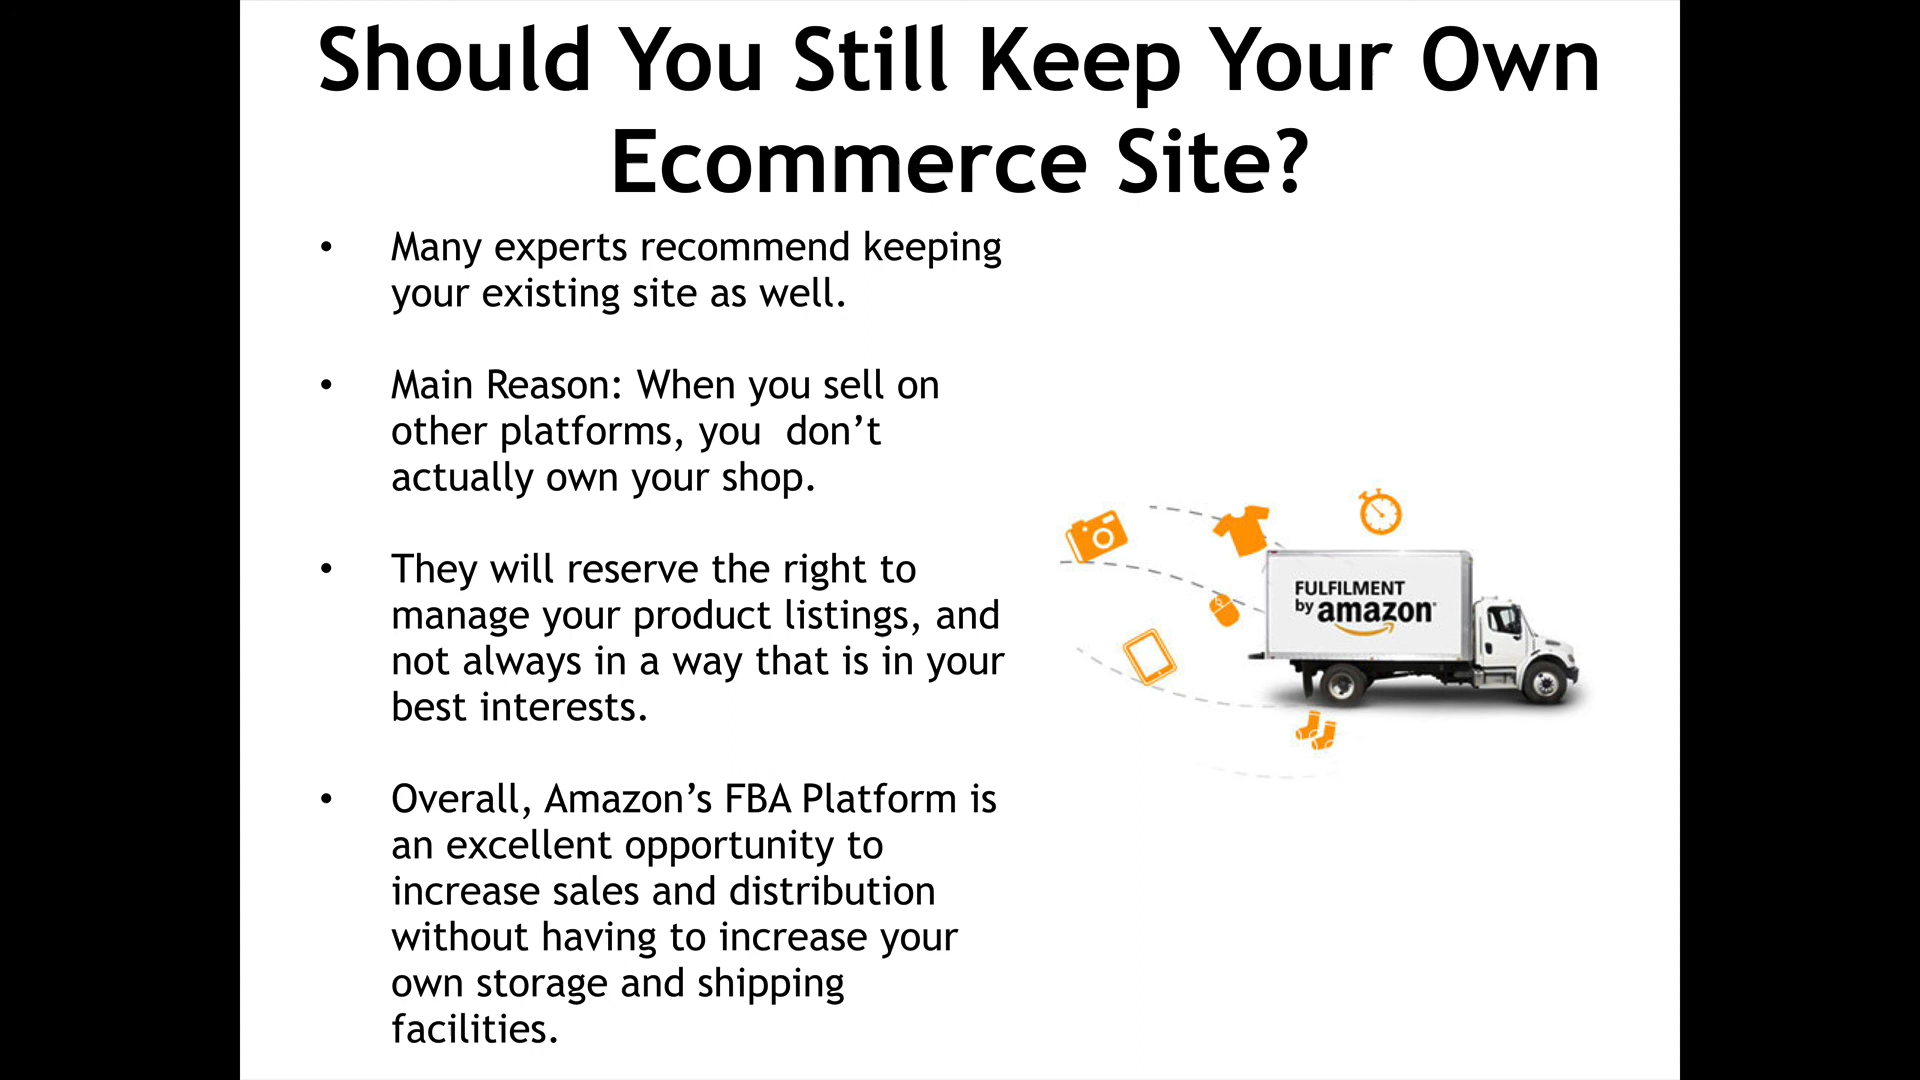 Should You Still Keep Your Own
Ecommerce Site?
• Many experts recommend keeping
your existing site as well.
• Main Reason: When you sell on
other platforms, you  don’t
actually own your shop.
• They will reserve the right to
manage your product listings, and
not always in a way that is in your
best interests.
• Overall, Amazon’s FBA Platform is
an excellent opportunity to
increase sales and distribution
without having to increase your
own storage and shipping
facilities.
FULFILMENT
by amazon